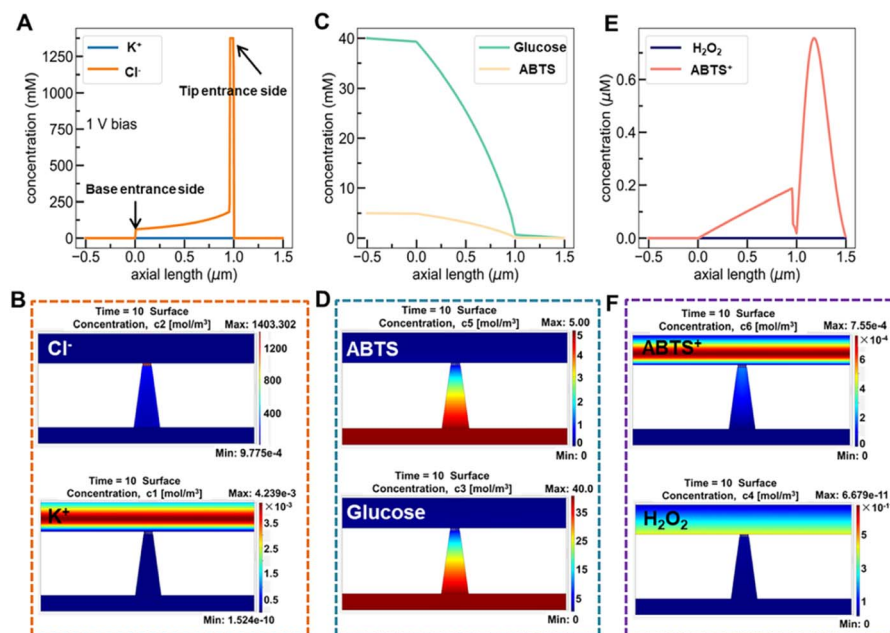 A
K⁺
Cl⁻
Tip entrance side
1 V bias
Base entrance side
concentration (mM)
1250
1000
750
500
250
0
−0.5 0.0 0.5 1.0 1.5
axial length (μm)
C
Glucose
ABTS
concentration (mM)
40
30
20
10
0
−0.5 0.0 0.5 1.0 1.5
axial length (μm)
E
H₂O₂
ABTS⁺
concentration (μM)
0.6
0.4
0.2
0.0
−0.5 0.0 0.5 1.0 1.5
axial length (μm)
B
Time = 10 Surface
Concentration, c2 [mol/m³] Max: 1403.302
Cl⁻
1200
800
400
Min: 9.775e-4
Time = 10 Surface
Concentration, c1 [mol/m³] Max: 4.239e-3
K⁺
×10⁻³
3.5
2.5
1.5
0.5
Min: 1.524e-10
D
Time = 10 Surface
Concentration, c5 [mol/m³] Max: 5.00
ABTS
5
4
3
2
1
0
Min: 0
Time = 10 Surface
Concentration, c3 [mol/m³] Max: 40.0
Glucose
35
25
15
5
Min: 0
F
Time = 10 Surface
Concentration, c6 [mol/m³] Max: 7.55e-4
ABTS⁺
×10⁻⁴
6
4
2
0
Min: 0
Time = 10 Surface
Concentration, c4 [mol/m³] Max: 6.679e-11
H₂O₂
5
3
1
0
Min: 0